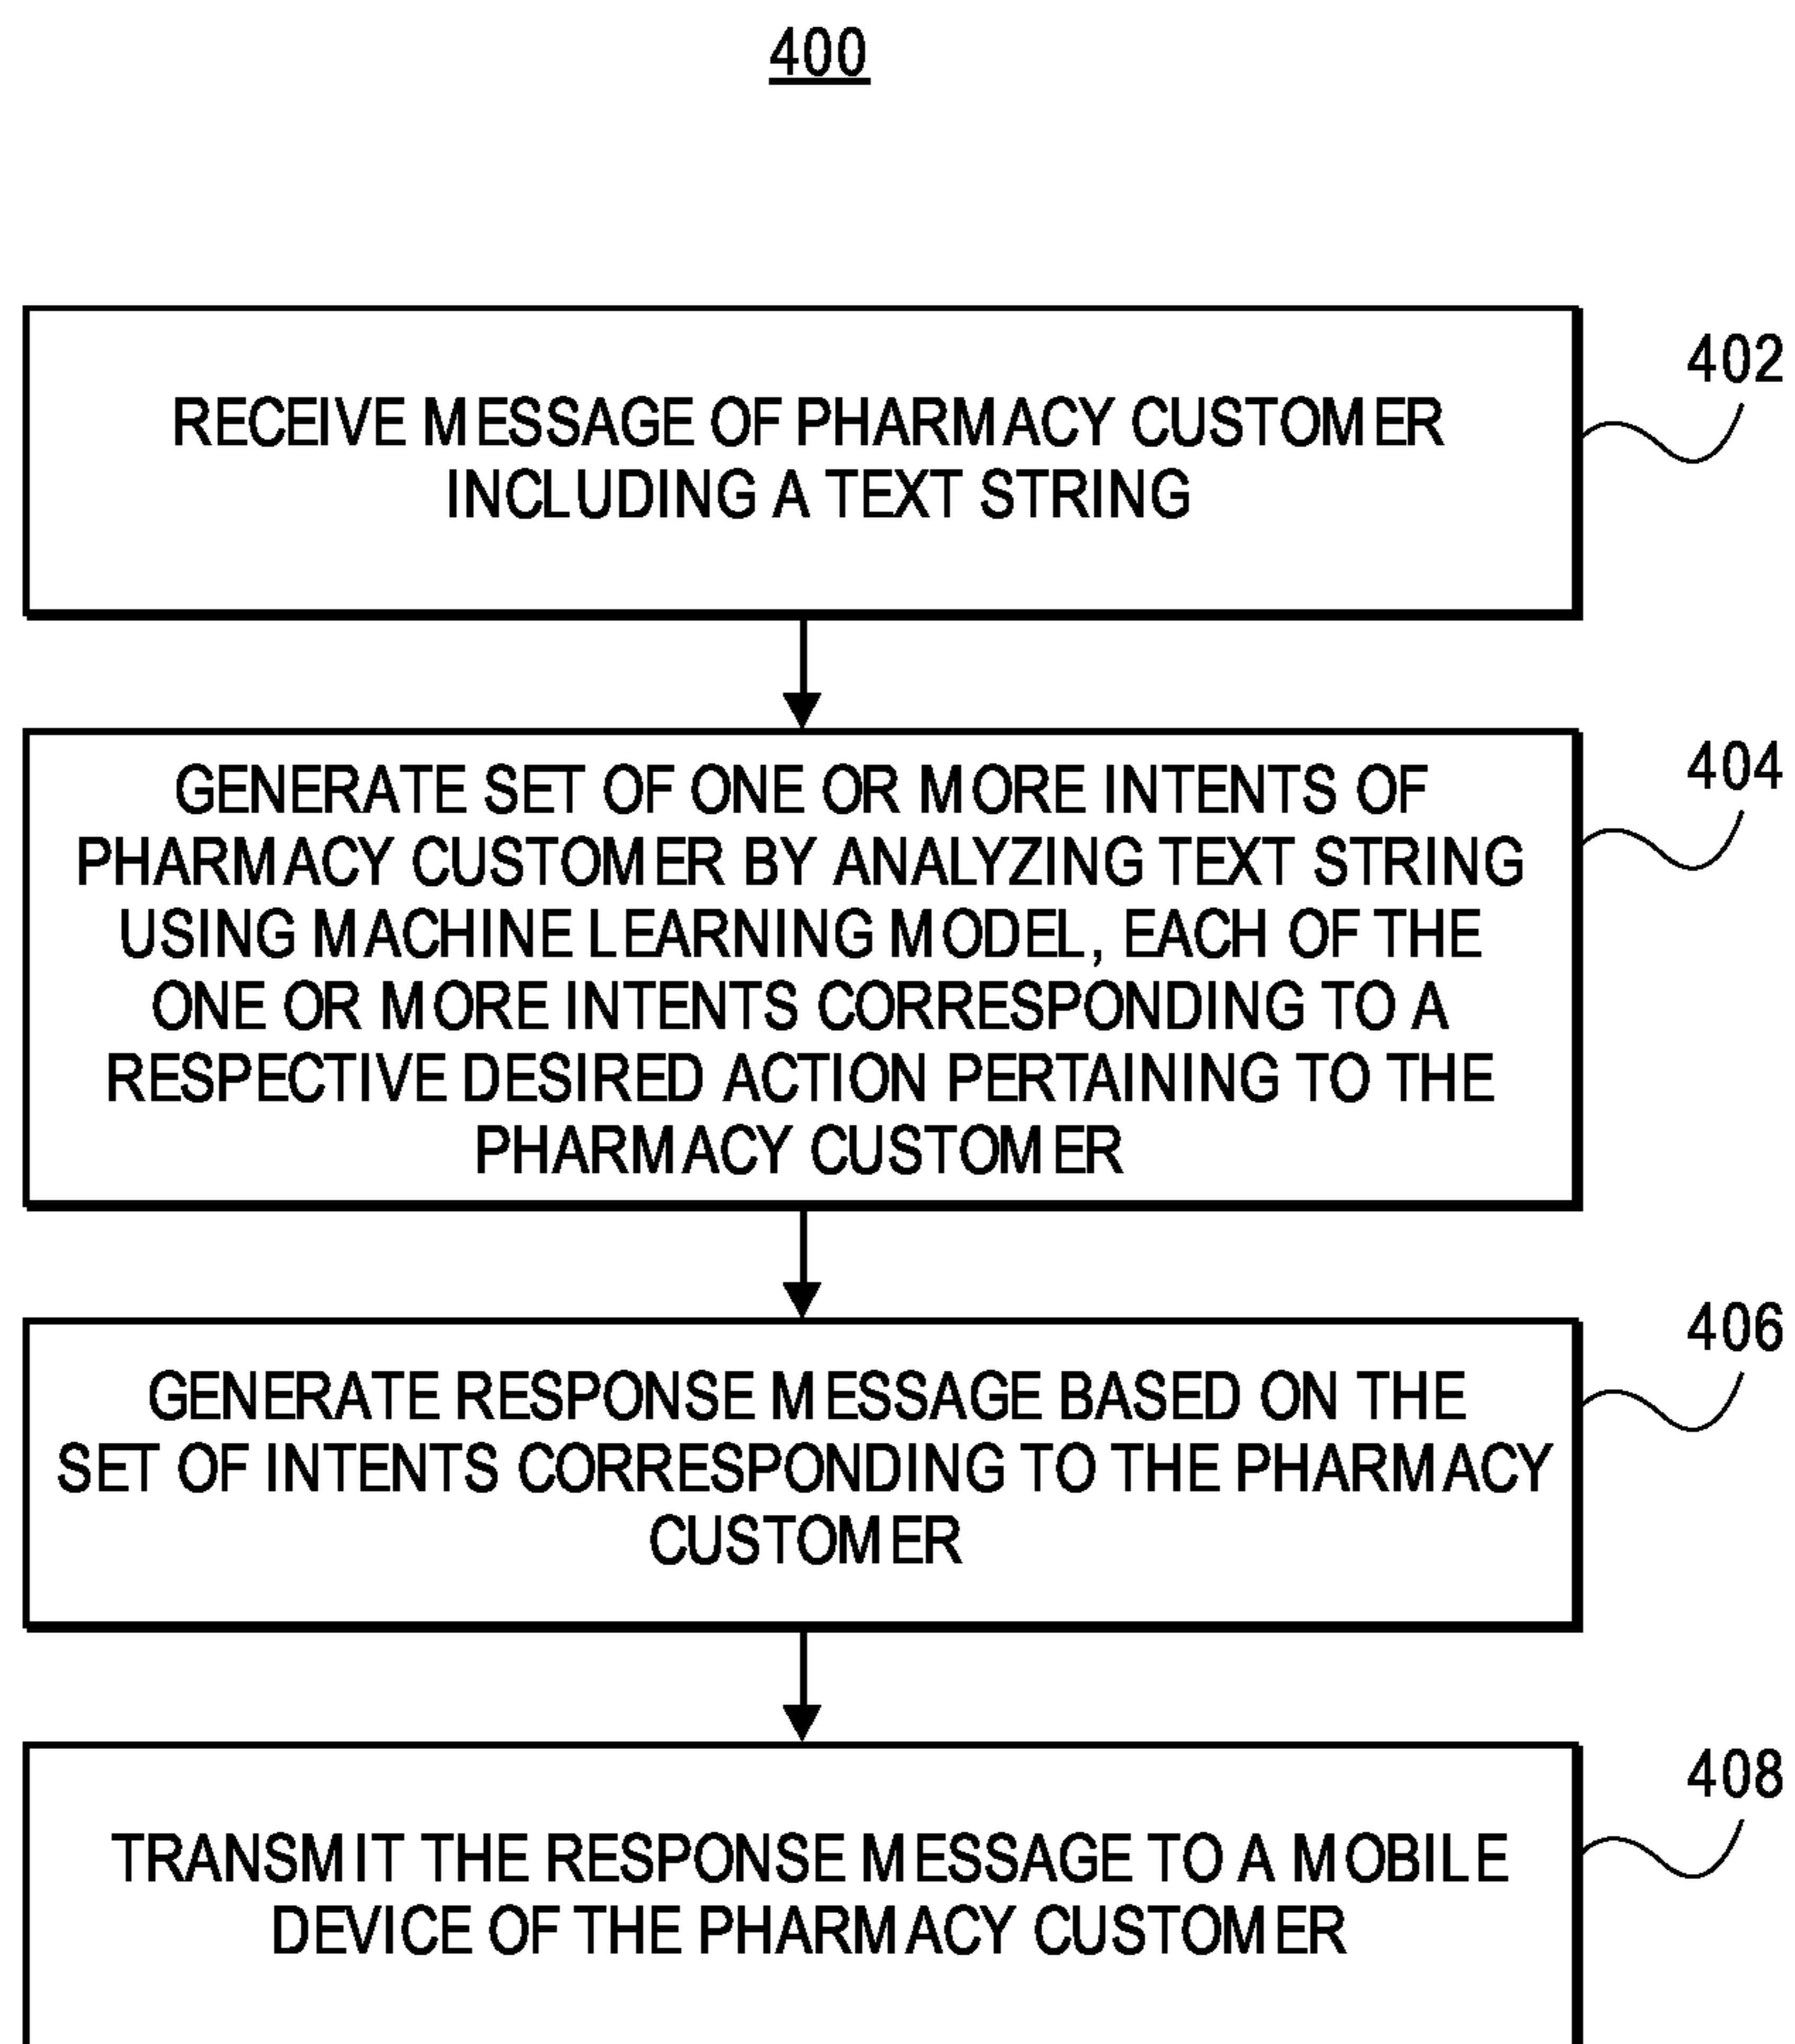 400
402
RECEIVE MESSAGE OF PHARMACY CUSTOMER
INCLUDING A TEXT STRING
404
GENERATE SET OF ONE OR MORE INTENTS OF
PHARMACY CUSTOMER BY ANALYZING TEXT STRING
USING MACHINE LEARNING MODEL, EACH OF THE
ONE OR MORE INTENTS CORRESPONDING TO A
RESPECTIVE DESIRED ACTION PERTAINING TO THE
PHARMACY CUSTOMER
406
GENERATE RESPONSE MESSAGE BASED ON THE
SET OF INTENTS CORRESPONDING TO THE PHARMACY
CUSTOMER
408
TRANSMIT THE RESPONSE MESSAGE TO A MOBILE
DEVICE OF THE PHARMACY CUSTOMER